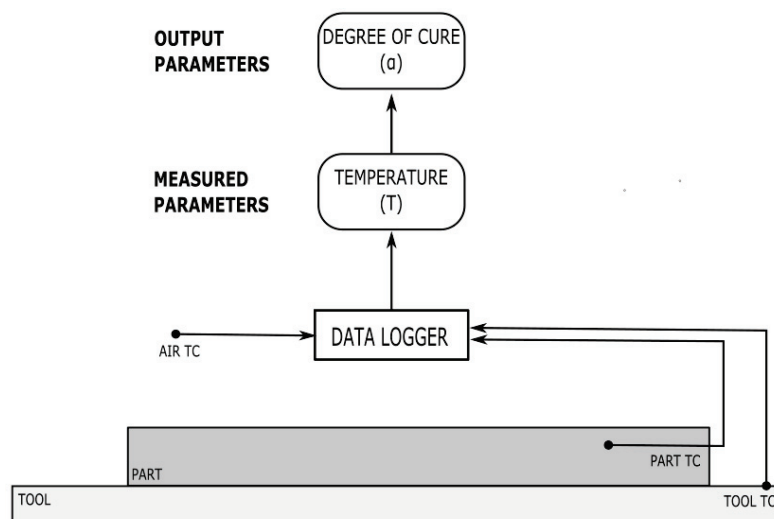 OUTPUT
PARAMETERS
DEGREE OF CURE
(a)
MEASURED
PARAMETERS
TEMPERATURE
(T)
DATA LOGGER
AIR TC
PART TC
PART
TOOL
TOOL TC